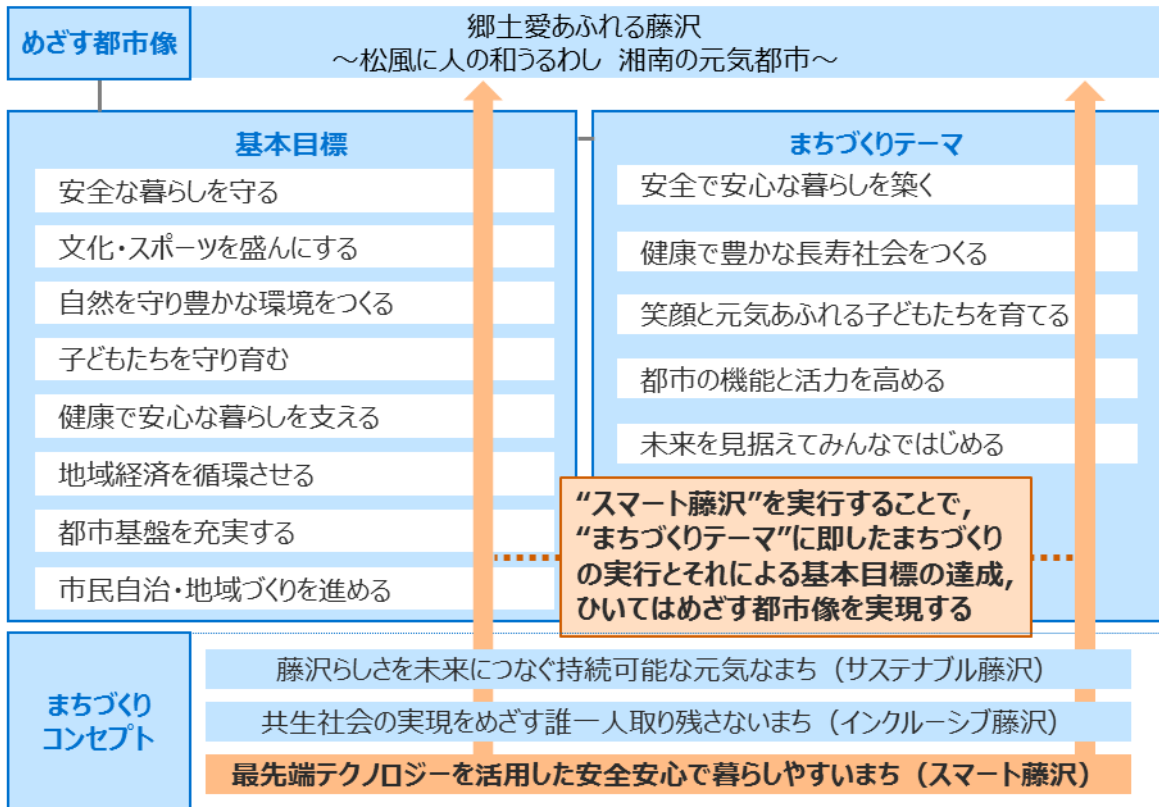 めざす都市像
郷土愛あふれる藤沢
～松風に人の和うるわし 湘南の元気都市～
基本目標
安全な暮らしを守る
文化・スポーツを盛んにする
自然を守り豊かな環境をつくる
子どもたちを守り育む
健康で安心な暮らしを支える
地域経済を循環させる
都市基盤を充実する
市民自治・地域づくりを進める
まちづくりテーマ
安全で安心な暮らしを築く
健康で豊かな長寿社会をつくる
笑顔と元気あふれる子どもたちを育てる
都市の機能と活力を高める
未来を見据えてみんなではじめる
“スマート藤沢”を実行することで,
“まちづくりテーマ”に即したまちづくり
の実行とそれによる基本目標の達成,
ひいてはめざす都市像を実現する
まちづくり
コンセプト
藤沢らしさを未来につなぐ持続可能な元気なまち（サステナブル藤沢）
共生社会の実現をめざす誰一人取り残さないまち（インクルーシブ藤沢）
最先端テクノロジーを活用した安全安心で暮らしやすいまち（スマート藤沢）